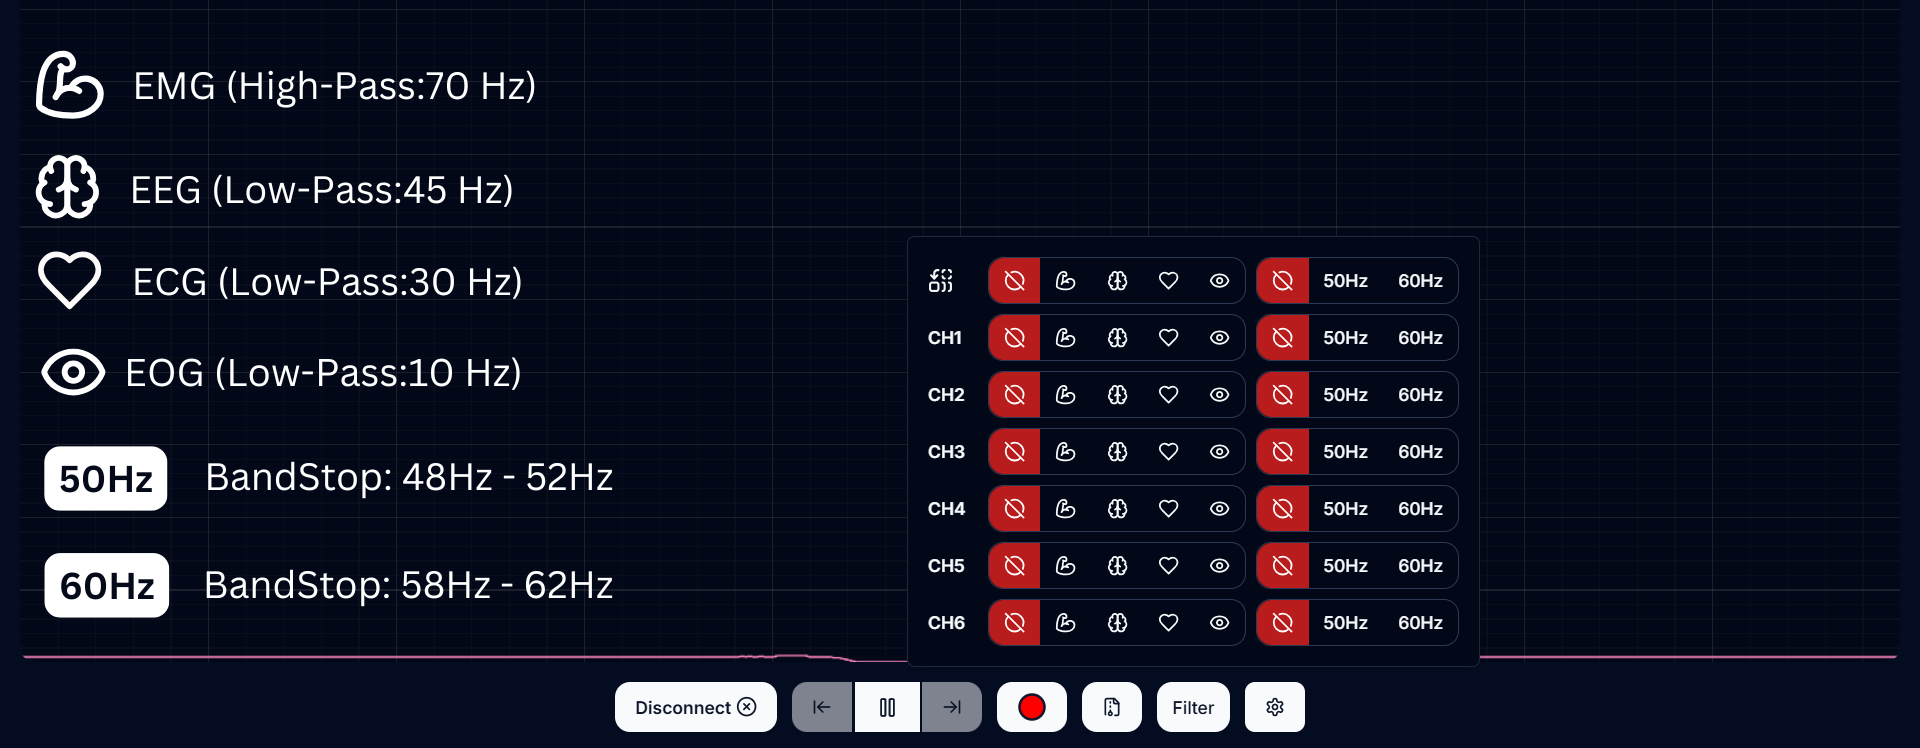 EMG (High-Pass:70 Hz)
EEG (Low-Pass:45 Hz)
ECG (Low-Pass:30 Hz)
EOG (Low-Pass:10 Hz)
50Hz BandStop: 48Hz - 52Hz
60Hz BandStop: 58Hz - 62Hz
50Hz 60Hz
CH1 50Hz 60Hz
CH2 50Hz 60Hz
CH3 50Hz 60Hz
CH4 50Hz 60Hz
CH5 50Hz 60Hz
CH6 50Hz 60Hz
Disconnect Filter